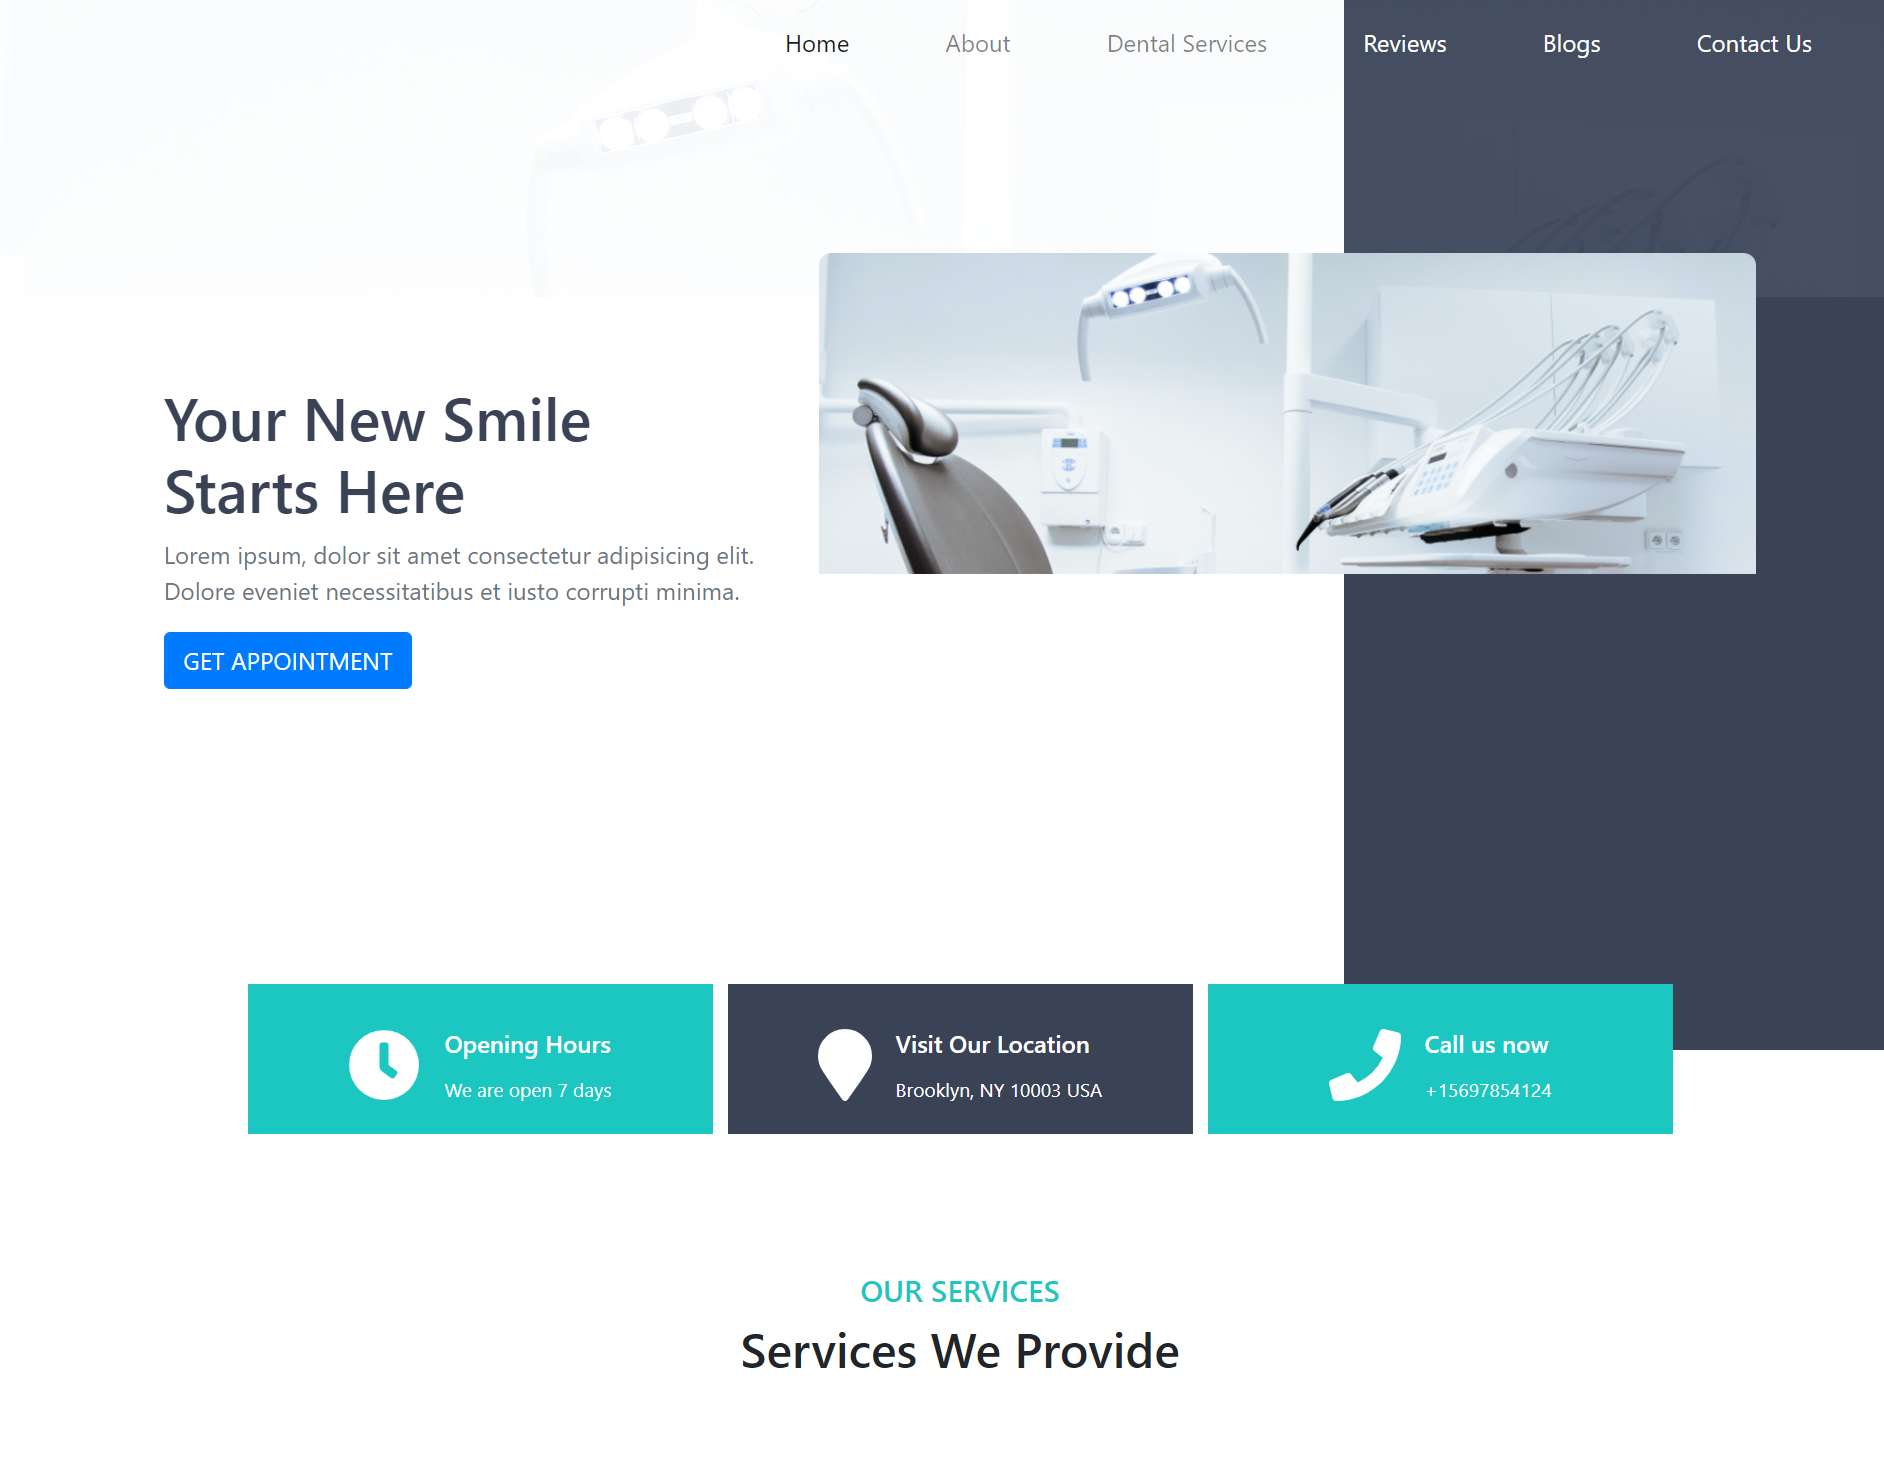 Home About Dental Services Reviews Blogs Contact Us
Your New Smile
Starts Here
Lorem ipsum, dolor sit amet consectetur adipisicing elit.
Dolore eveniet necessitatibus et iusto corrupti minima.
GET APPOINTMENT
Opening Hours
We are open 7 days
Visit Our Location
Brooklyn, NY 10003 USA
Call us now
+15697854124
OUR SERVICES
Services We Provide